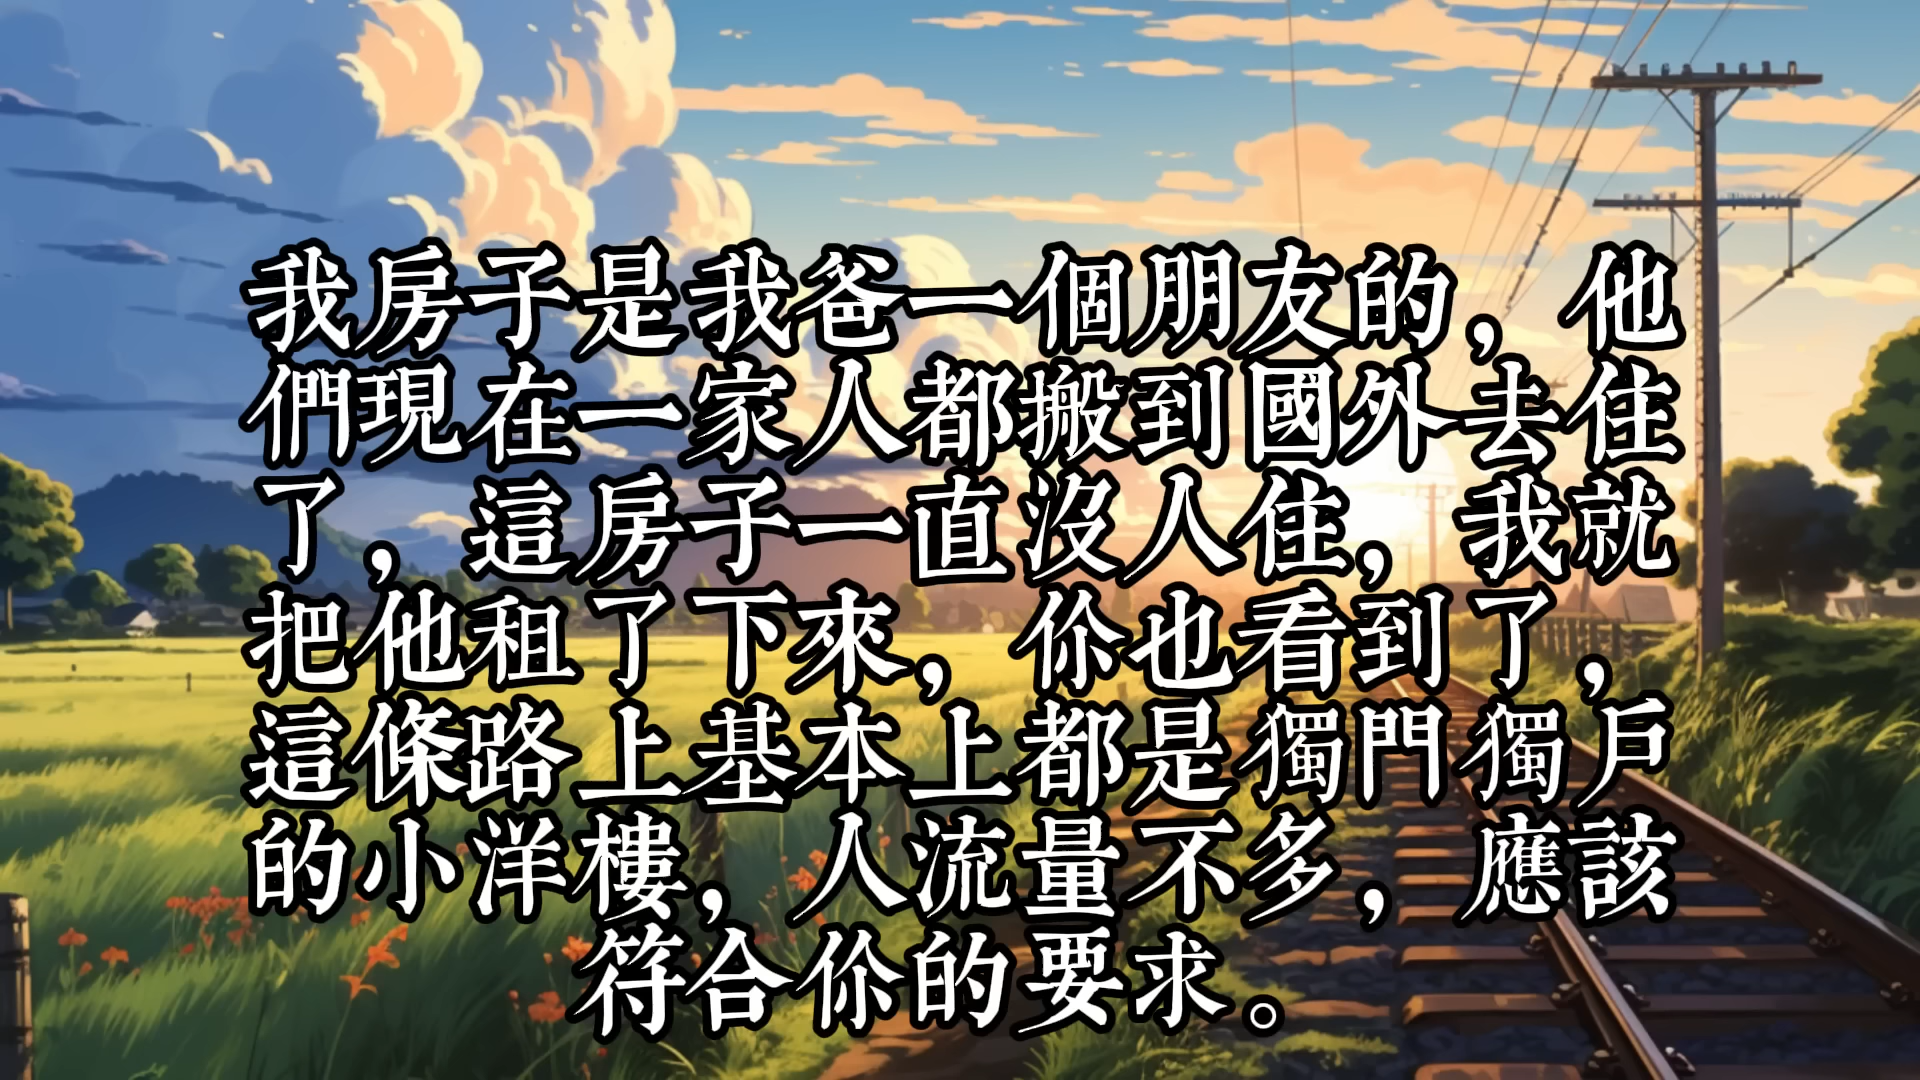 我房子是我爸一個朋友的，他
們現在一家人都搬到國外去住
了，這房子一直沒人住，我就
把他租了下來，你也看到了，
這條路上基本上都是獨門獨戶
的小洋樓，人流量不多，應該
符合你的要求。